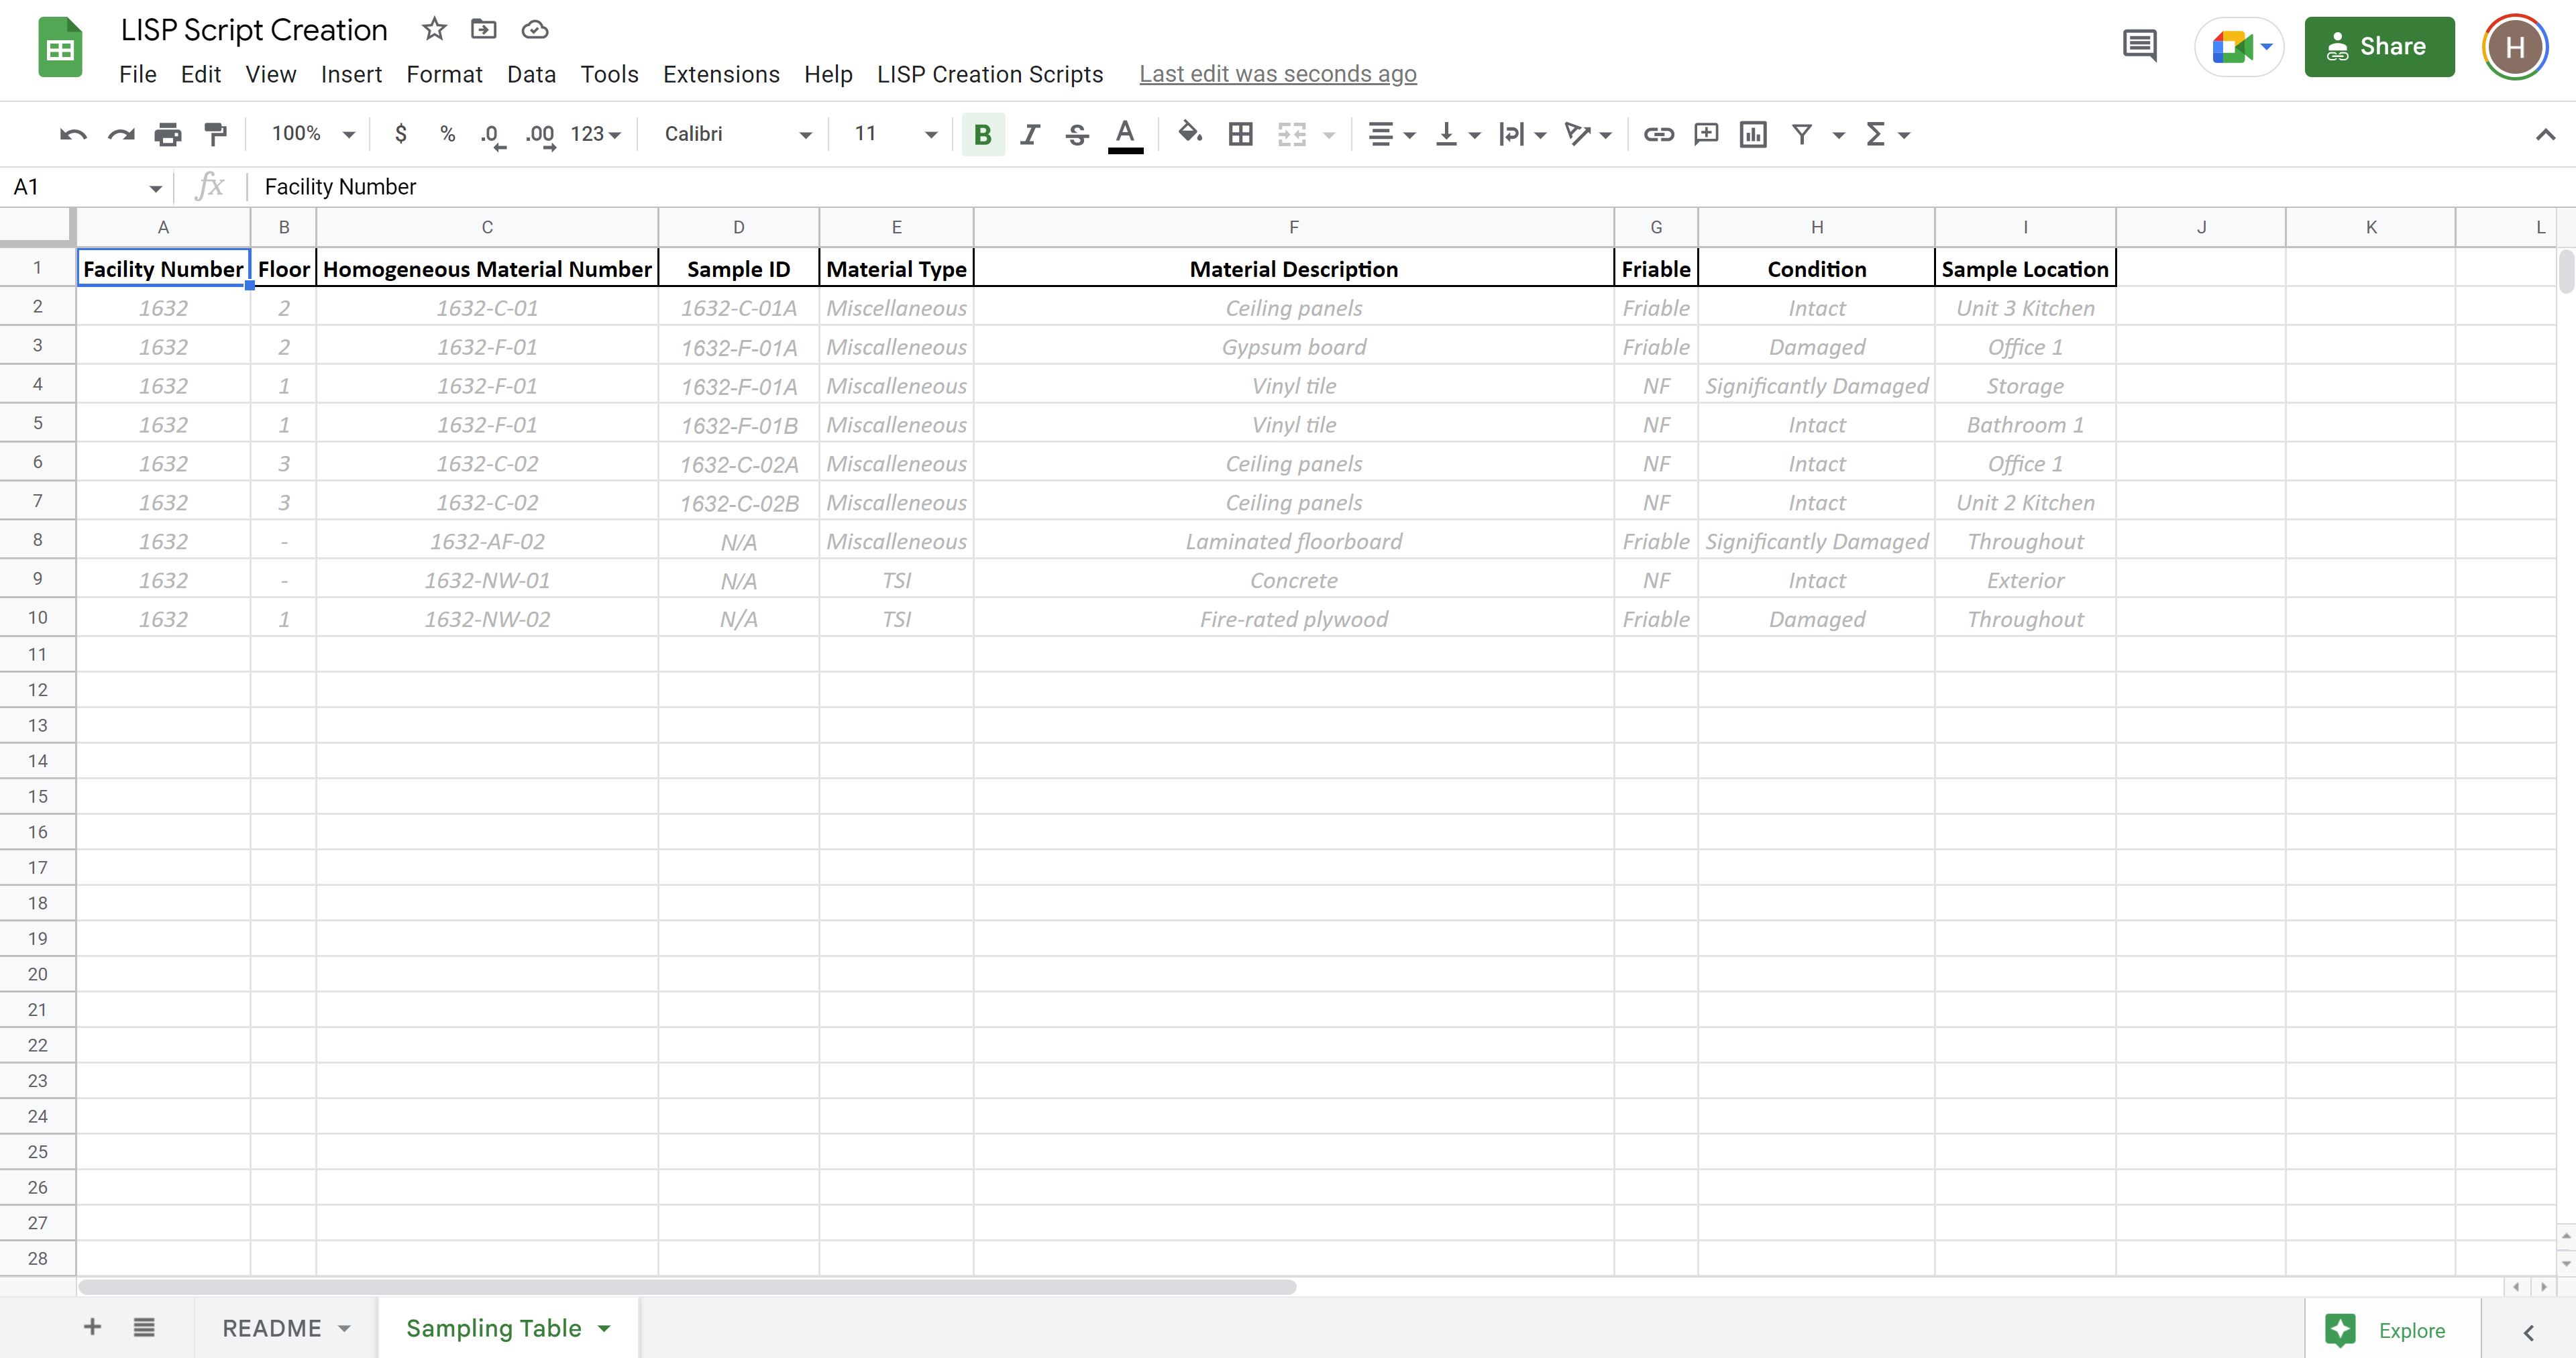 LISP Script Creation
File Edit View Insert Format Data Tools Extensions Help LISP Creation Scripts Last edit was seconds ago
Share
H
100% $ % .0 .00 123 Calibri 11 B I S A
A1 fx Facility Number
A B C D E F G H I J K L
1 Facility Number Floor Homogeneous Material Number Sample ID Material Type Material Description Friable Condition Sample Location
2 1632 2 1632-C-01 1632-C-01A Miscellaneous Ceiling panels Friable Intact Unit 3 Kitchen
3 1632 2 1632-F-01 1632-F-01A Miscalleneous Gypsum board Friable Damaged Office 1
4 1632 1 1632-F-01 1632-F-01A Miscalleneous Vinyl tile NF Significantly Damaged Storage
5 1632 1 1632-F-01 1632-F-01B Miscalleneous Vinyl tile NF Intact Bathroom 1
6 1632 3 1632-C-02 1632-C-02A Miscalleneous Ceiling panels NF Intact Office 1
7 1632 3 1632-C-02 1632-C-02B Miscalleneous Ceiling panels NF Intact Unit 2 Kitchen
8 1632 - 1632-AF-02 N/A Miscalleneous Laminated floorboard Friable Significantly Damaged Throughout
9 1632 - 1632-NW-01 N/A TSI Concrete NF Intact Exterior
10 1632 1 1632-NW-02 N/A TSI Fire-rated plywood Friable Damaged Throughout
11
12
13
14
15
16
17
18
19
20
21
22
23
24
25
26
27
28
README Sampling Table Explore